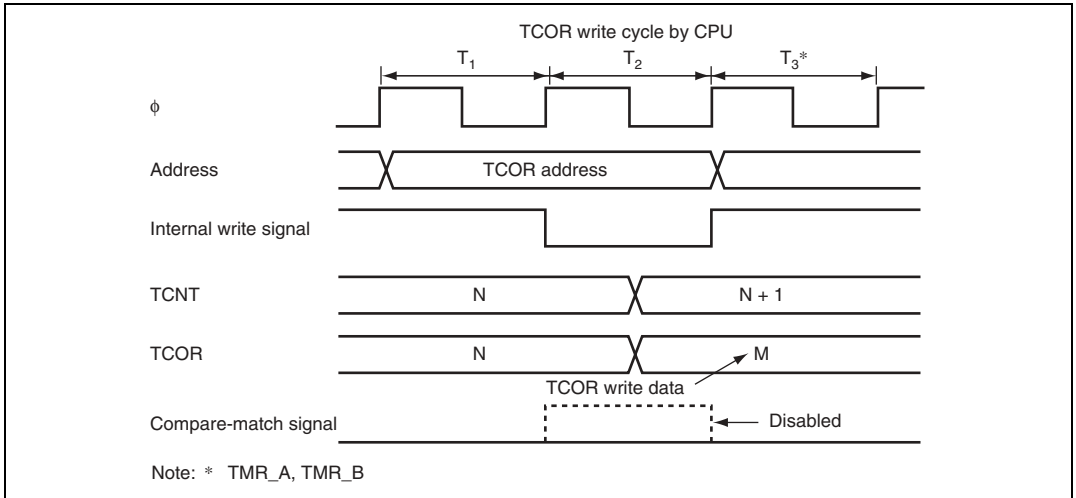 TCOR write cycle by CPU
T1 T2 T3*
φ
Address TCOR address
Internal write signal
TCNT N N + 1
TCOR N M
TCOR write data
Compare-match signal Disabled
Note: * TMR_A, TMR_B